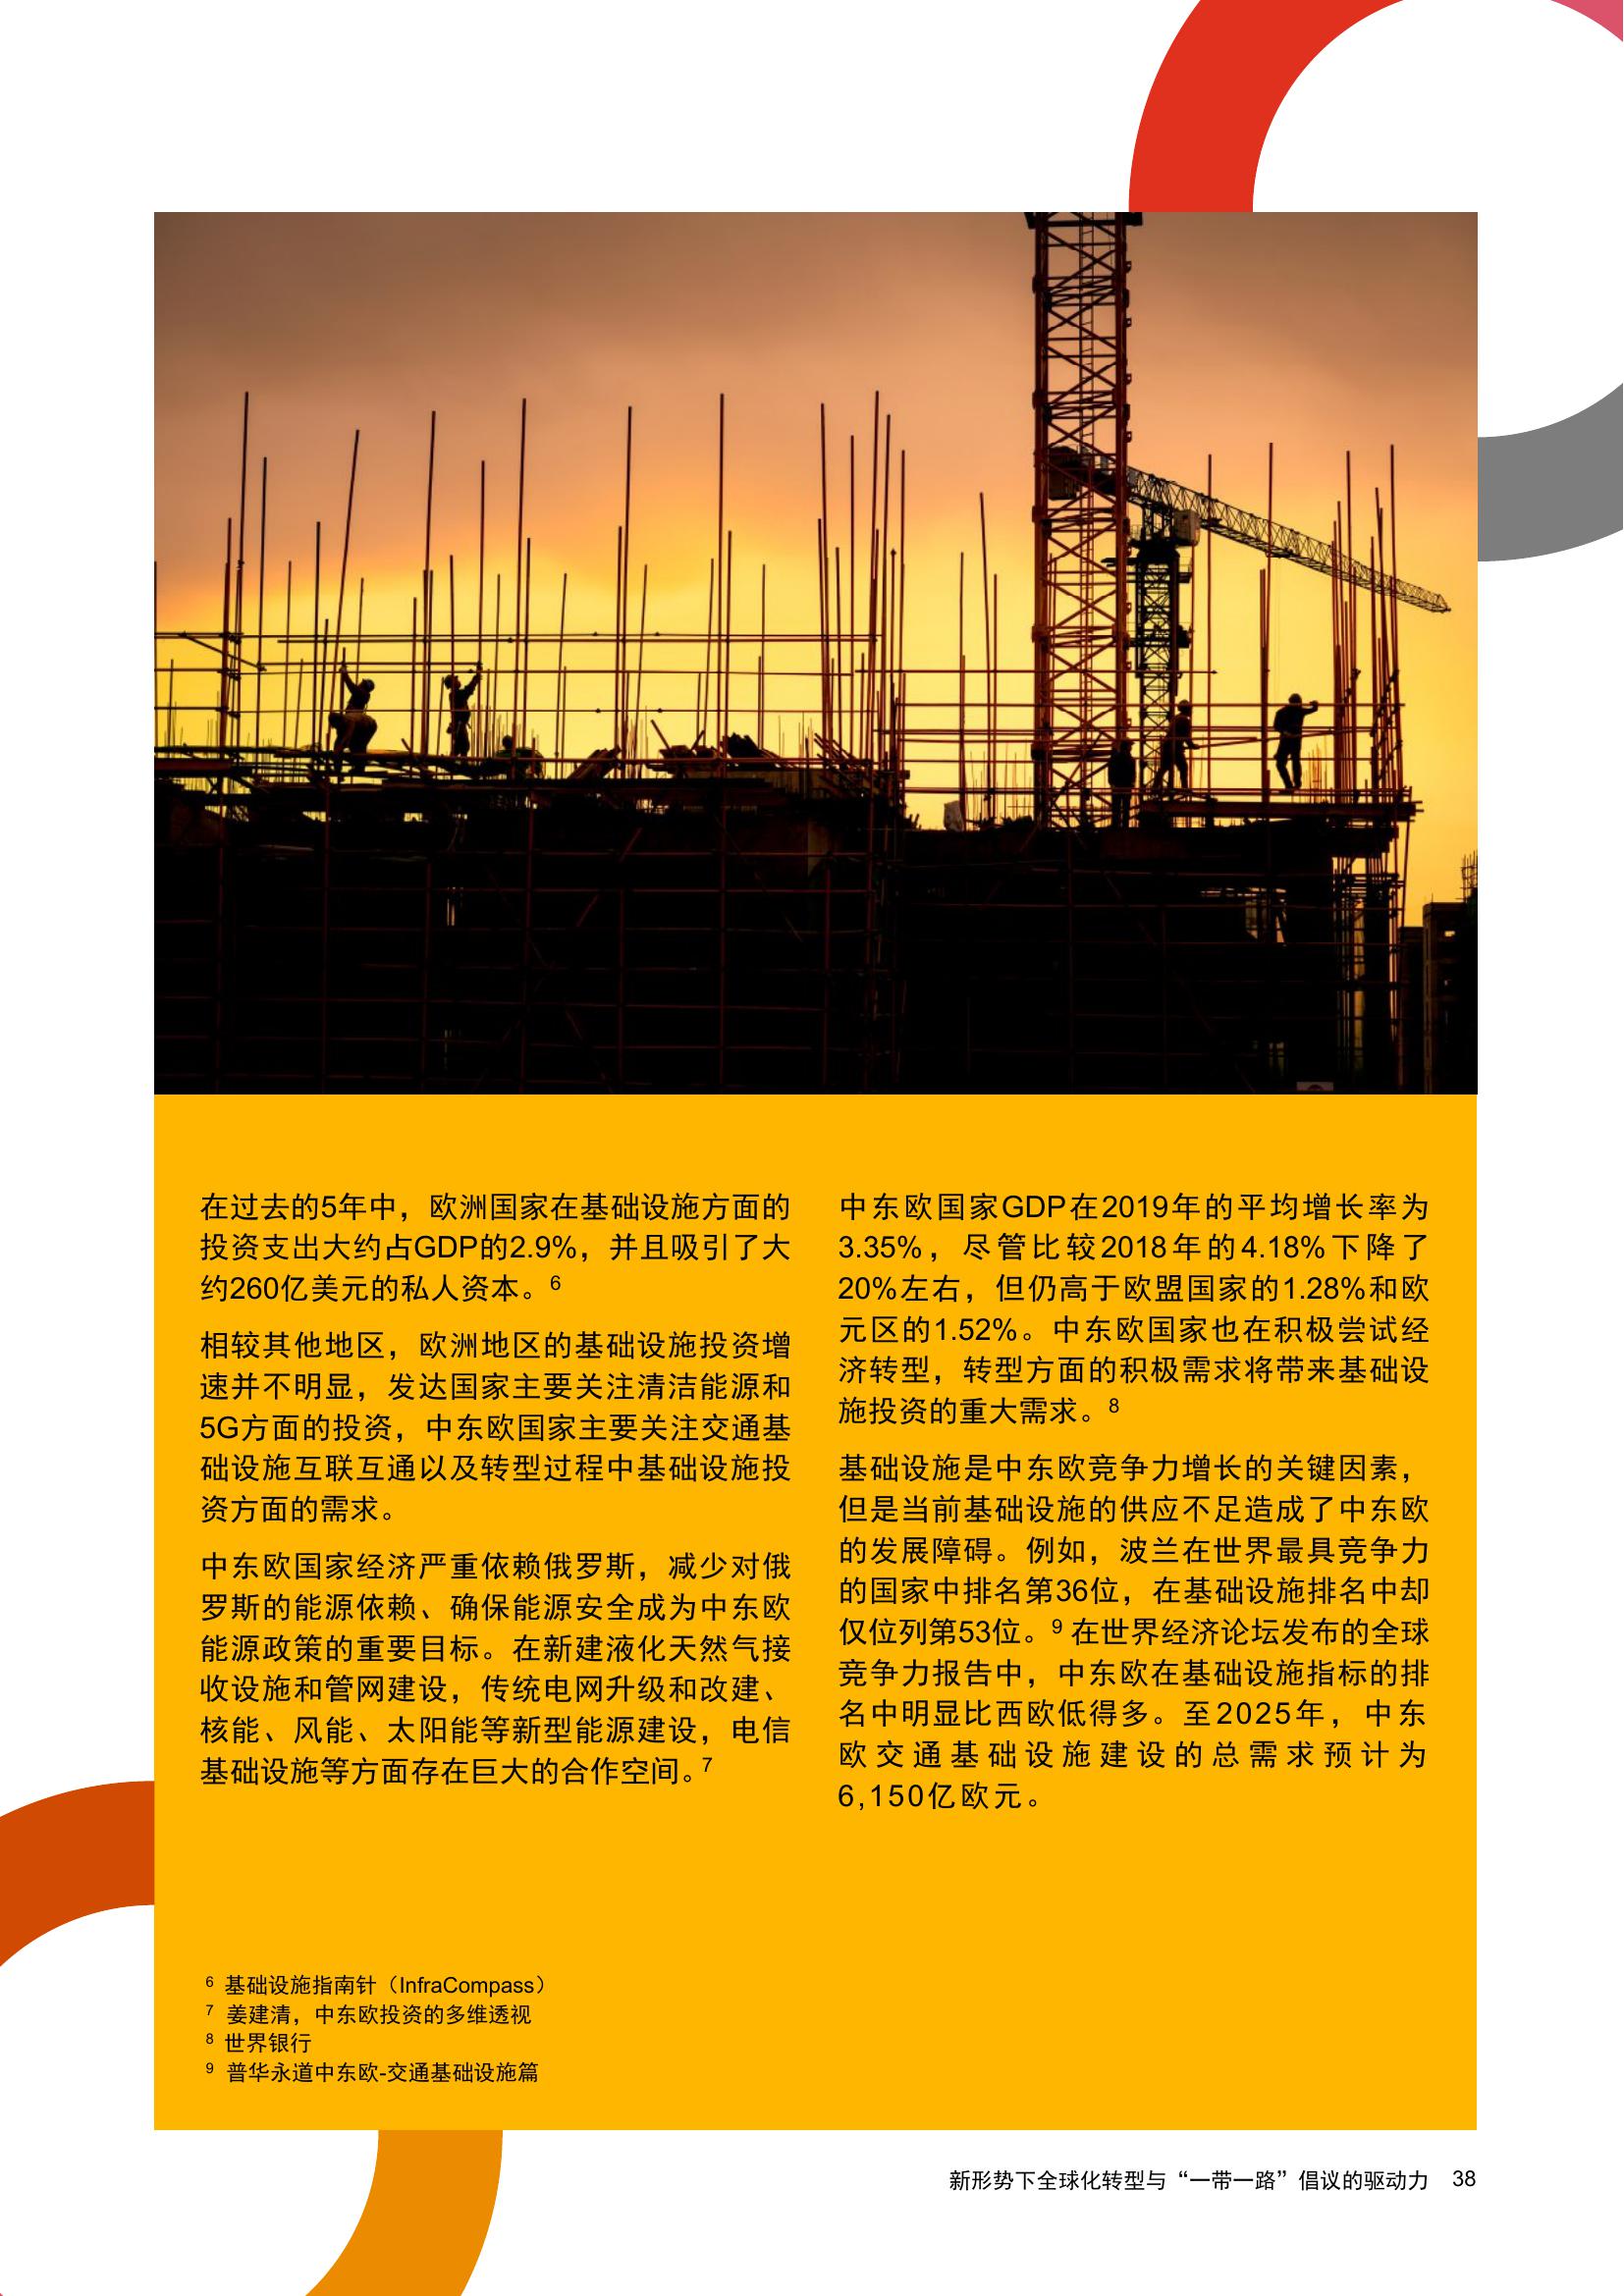 在过去的5年中，欧洲国家在基础设施方面的
投资支出大约占GDP的2.9%，并且吸引了大
约260亿美元的私人资本。6
相较其他地区，欧洲地区的基础设施投资增
速并不明显，发达国家主要关注清洁能源和
5G方面的投资，中东欧国家主要关注交通基
础设施互联互通以及转型过程中基础设施投
资方面的需求。
中东欧国家经济严重依赖俄罗斯，减少对俄
罗斯的能源依赖、确保能源安全成为中东欧
能源政策的重要目标。在新建液化天然气接
收设施和管网建设，传统电网升级和改建、
核能、风能、太阳能等新型能源建设，电信
基础设施等方面存在巨大的合作空间。7
中东欧国家GDP在2019年的平均增长率为
3.35%，尽管比较2018年的4.18%下降了
20%左右，但仍高于欧盟国家的1.28%和欧
元区的1.52%。中东欧国家也在积极尝试经
济转型，转型方面的积极需求将带来基础设
施投资的重大需求。8
基础设施是中东欧竞争力增长的关键因素，
但是当前基础设施的供应不足造成了中东欧
的发展障碍。例如，波兰在世界最具竞争力
的国家中排名第36位，在基础设施排名中却
仅位列第53位。9 在世界经济论坛发布的全球
竞争力报告中，中东欧在基础设施指标的排
名中明显比西欧低得多。至2025年，中东
欧交通基础设施建设的总需求预计为
6,150亿欧元。
6 基础设施指南针（InfraCompass）
7 姜建清，中东欧投资的多维透视
8 世界银行
9 普华永道中东欧-交通基础设施篇
新形势下全球化转型与“一带一路”倡议的驱动力 38